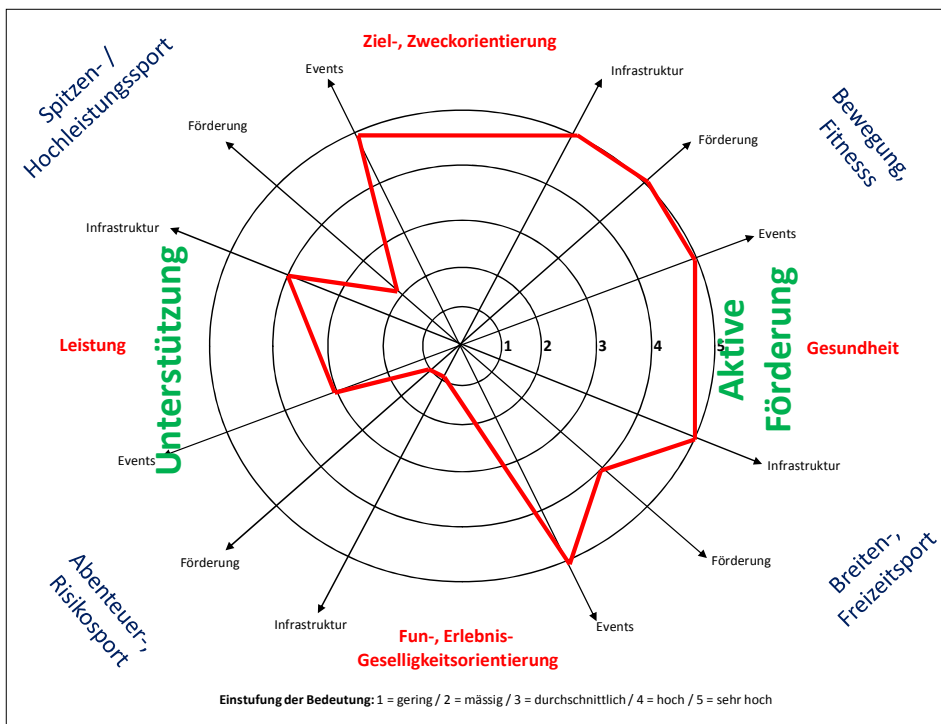 Ziel-, Zweckorientierung
Spitzen- /
Hochleistungssport
Events
Infrastruktur
Bewegung,
Fitnesss
Förderung
Förderung
Infrastruktur
Events
Leistung
Unterstützung
1
2
3
4
5
Aktive
Förderung
Gesundheit
Events
Infrastruktur
Förderung
Förderung
Abenteuer-,
Risikosport
Infrastruktur
Events
Breiten-,
Freizeitsport
Fun-, Erlebnis-
Geselligkeitsorientierung
Einstufung der Bedeutung: 1 = gering / 2 = mässig / 3 = durchschnittlich / 4 = hoch / 5 = sehr hoch